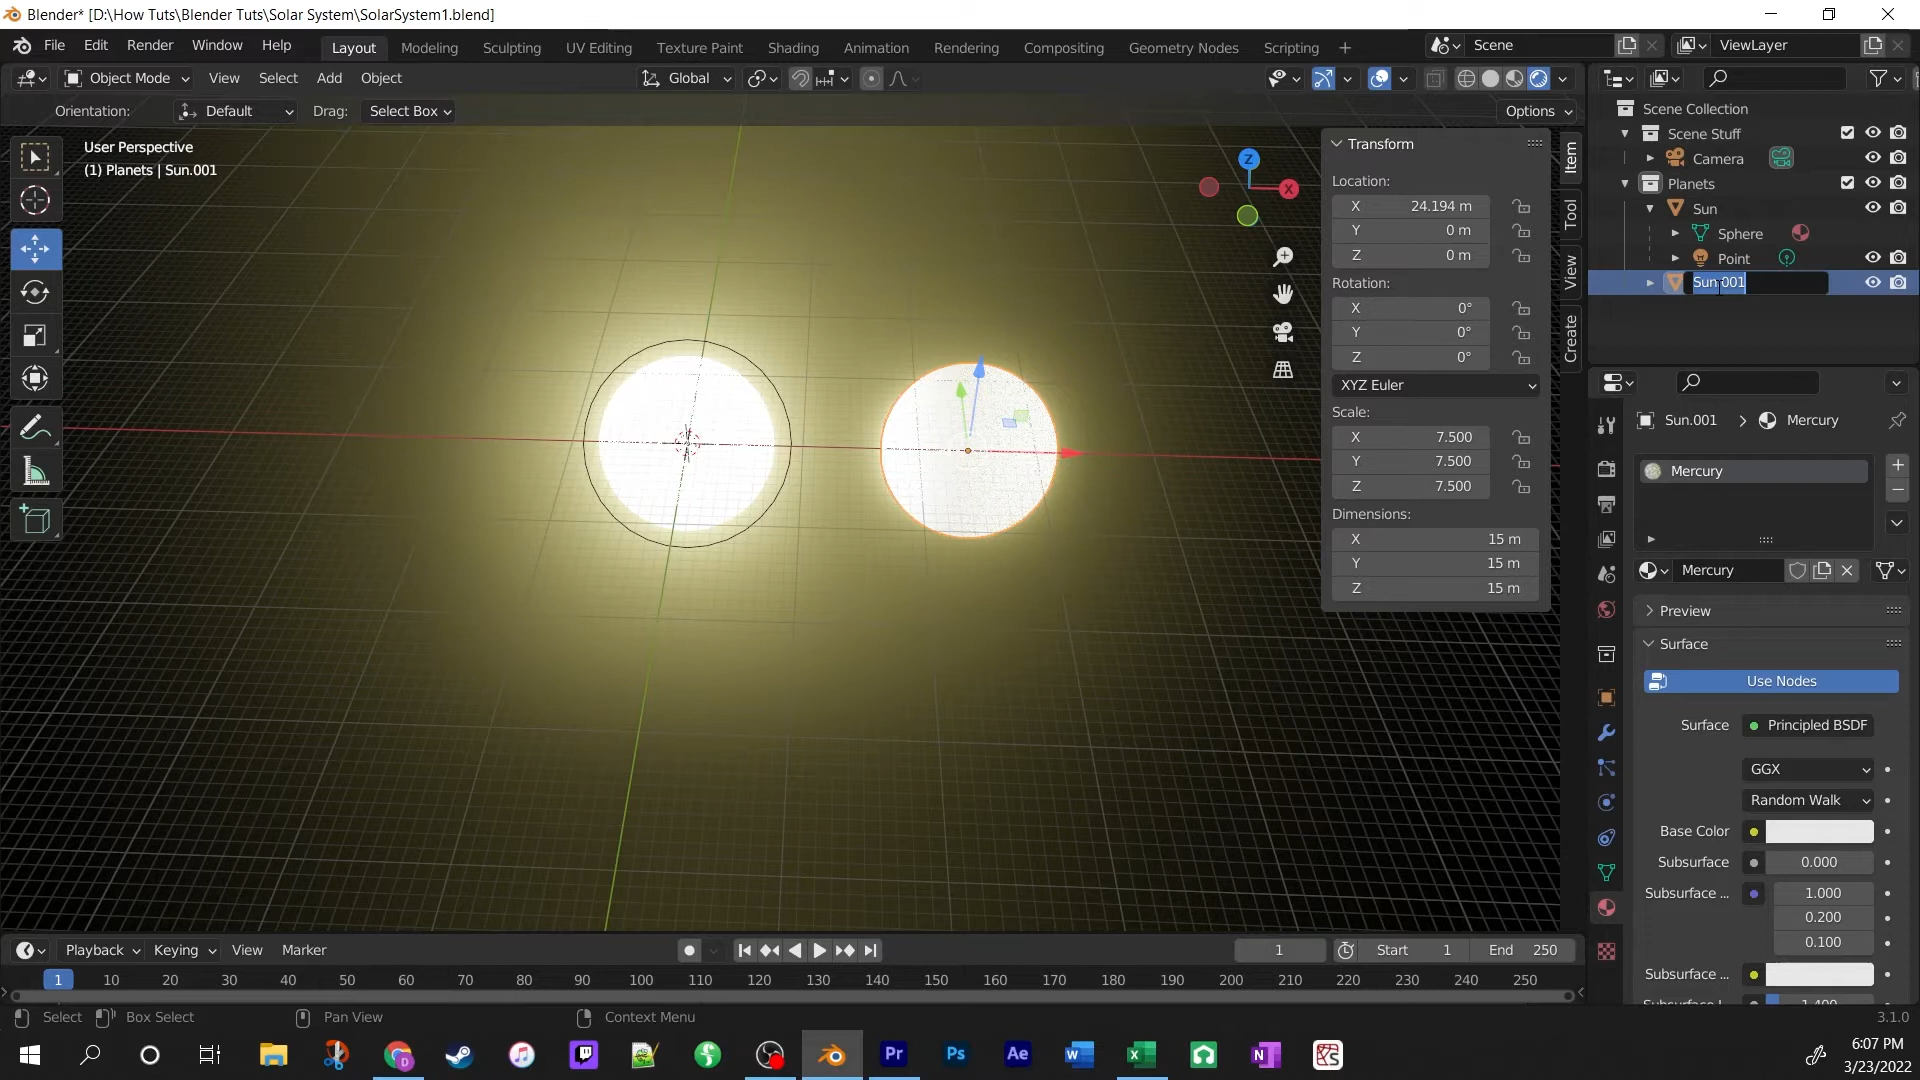 Blender* [D:\How Tuts\Blender Tuts\Solar System\SolarSystem1.blend]
File Edit Render Window Help Layout Modeling Sculpting UV Editing Texture Paint Shading Animation Rendering Compositing Geometry Nodes Scripting + Scene ViewLayer
Object Mode View Select Add Object Global
Orientation: Default Drag: Select Box Options
User Perspective
(1) Planets | Sun.001
Z
X
Transform
Location:
X 24.194 m
Y 0 m
Z 0 m
Rotation:
X 0°
Y 0°
Z 0°
XYZ Euler
Scale:
X 7.500
Y 7.500
Z 7.500
Dimensions:
X 15 m
Y 15 m
Z 15 m
Item
Tool
View
Create
Scene Collection
Scene Stuff
Camera
Planets
Sun
Sphere
Point
Sun.001
Sun.001 > Mercury
Mercury
Mercury
Preview
Surface
Use Nodes
Surface Principled BSDF
GGX
Random Walk
Base Color
Subsurface 0.000
Subsurface ... 1.000
0.200
0.100
Subsurface ...
Playback Keying View Marker 1 Start 1 End 250
1 10 20 30 40 50 60 70 80 90 100 110 120 130 140 150 160 170 180 190 200 210 220 230 240 250
Select Box Select Pan View Context Menu 3.1.0
Pr Ps Ae W X N
6:07 PM
3/23/2022